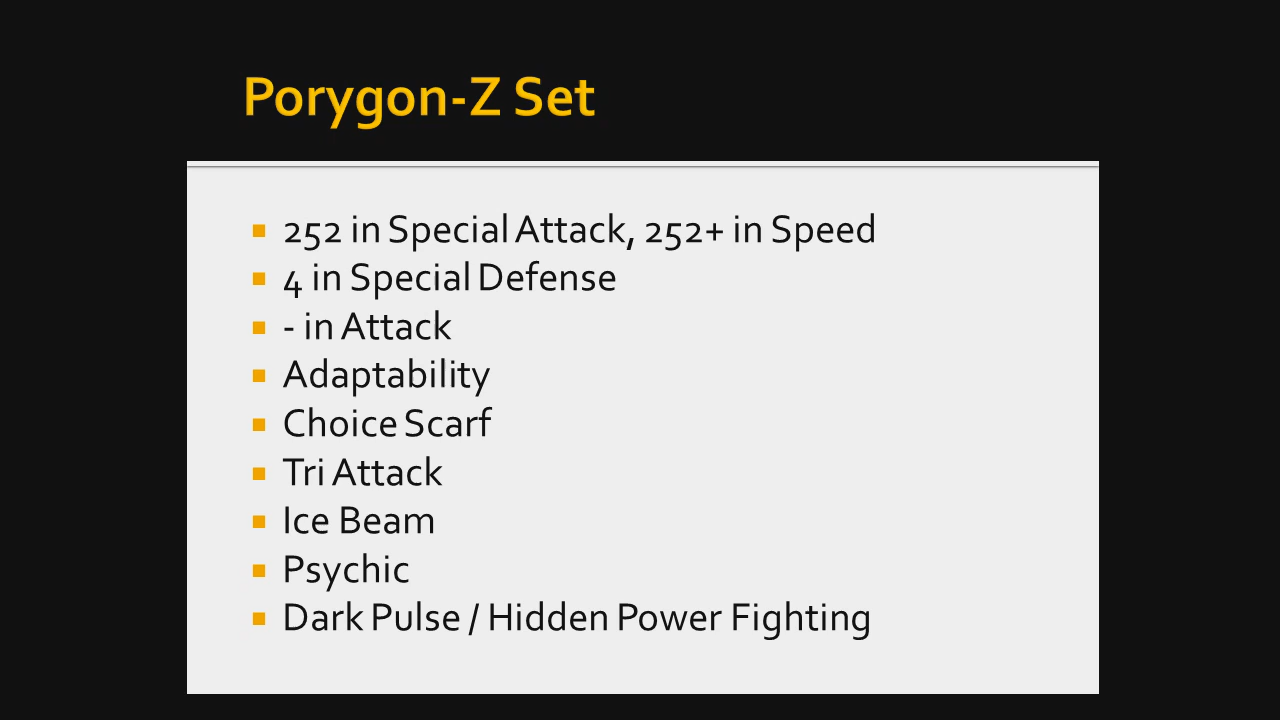 Porygon-Z Set
252 in Special Attack, 252+ in Speed
4 in Special Defense
- in Attack
Adaptability
Choice Scarf
Tri Attack
Ice Beam
Psychic
Dark Pulse / Hidden Power Fighting